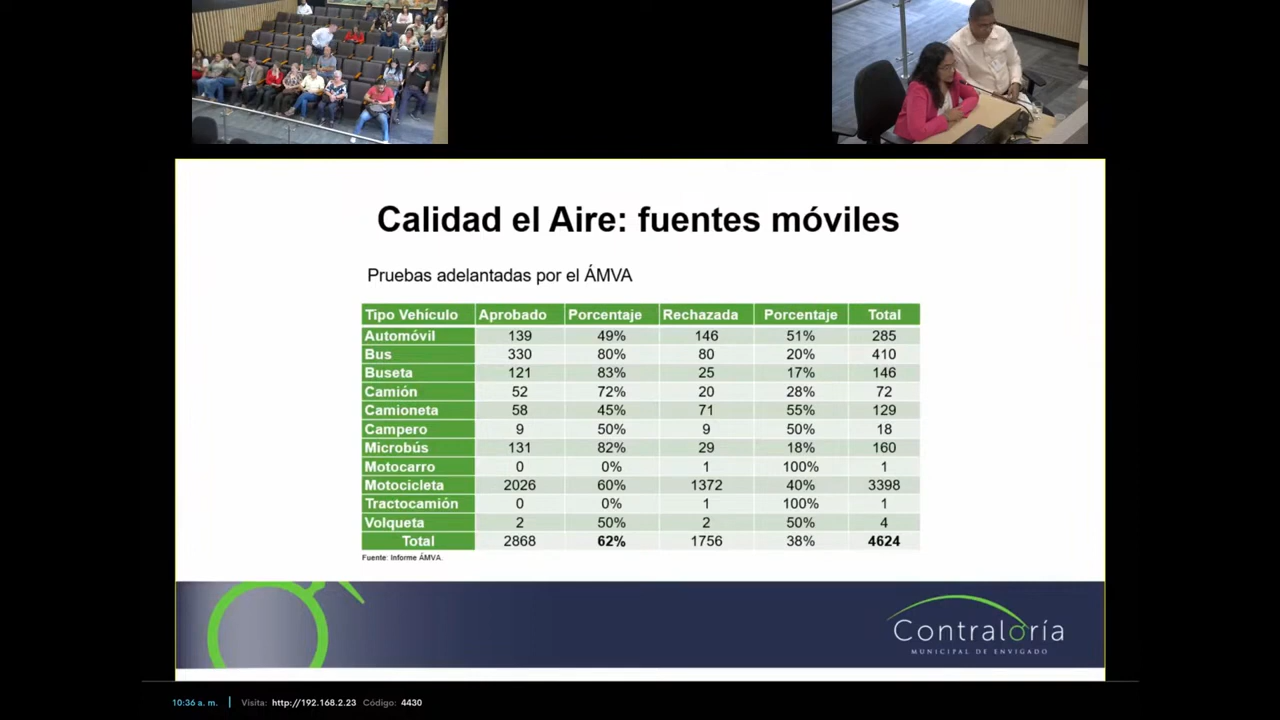 Calidad el Aire: fuentes móviles
Pruebas adelantadas por el ÁMVA
Tipo Vehículo Aprobado Porcentaje Rechazada Porcentaje Total
Automóvil 139 49% 146 51% 285
Bus 330 80% 80 20% 410
Buseta 121 83% 25 17% 146
Camión 52 72% 20 28% 72
Camioneta 58 45% 71 55% 129
Campero 9 50% 9 50% 18
Microbús 131 82% 29 18% 160
Motocarro 0 0% 1 100% 1
Motocicleta 2026 60% 1372 40% 3398
Tractocamión 0 0% 1 100% 1
Volqueta 2 50% 2 50% 4
Total 2868 62% 1756 38% 4624
Fuente: Informe ÁMVA.
Contraloría
MUNICIPAL DE ENVIGADO
10:36 a. m. | Visita: http://192.168.2.23 Código: 4430